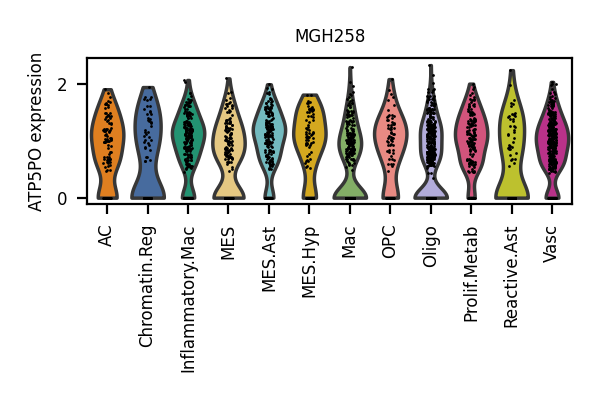 MGH258
ATP5PO expression
2
0
AC
Chromatin.Reg
Inflammatory.Mac
MES
MES.Ast
MES.Hyp
Mac
OPC
Oligo
Prolif.Metab
Reactive.Ast
Vasc